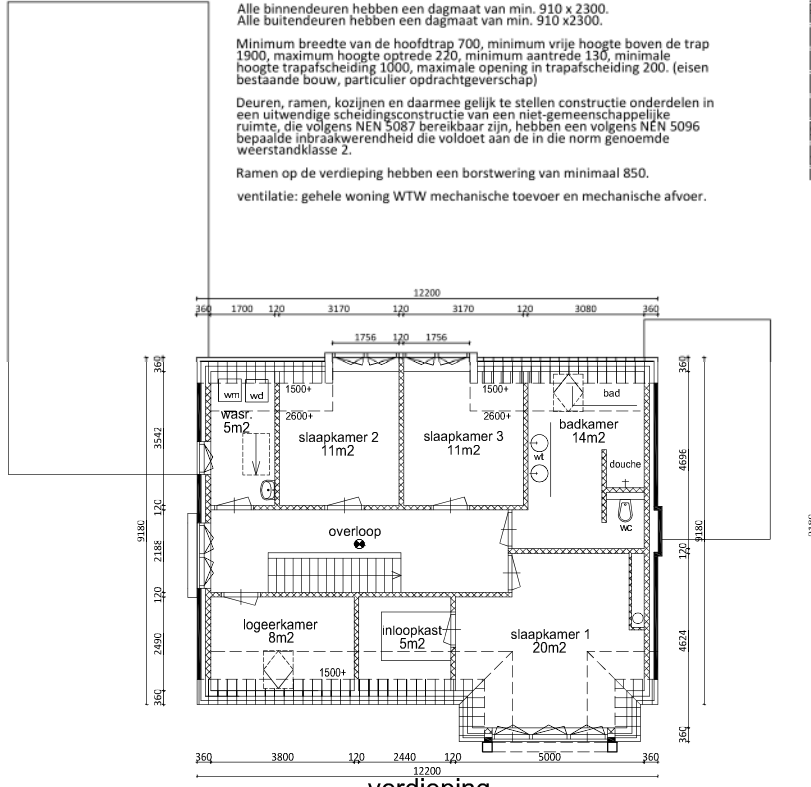 Alle binnendeuren hebben een dagmaat van min. 910 x 2300.
Alle buitendeuren hebben een dagmaat van min. 910 x2300.
Minimum breedte van de hoofdtrap 700, minimum vrije hoogte boven de trap
1900, maximum hoogte optrede 220, minimum aantrede 130, minimale
hoogte trapafscheiding 1000, maximale opening in trapafscheiding 200. (eisen
bestaande bouw, particulier opdrachtgeverschap)
Deuren, ramen, kozijnen en daarmee gelijk te stellen constructie onderdelen in
een uitwendige scheidingsconstructie van een niet-gemeenschappelijke
ruimte, die volgens NEN 5087 bereikbaar zijn, hebben een volgens NEN 5096
bepaalde inbraakwerendheid die voldoet aan de in die norm genoemde
weerstandklasse 2.
Ramen op de verdieping hebben een borstwering van minimaal 850.
ventilatie: gehele woning WTW mechanische toevoer en mechanische afvoer.
12200
360 1700 120 3170 120 3170 120 3080 360
1756 120 1756
360
3542
120
2188
120
2490
360
9180
wm wd
wasr.
5m2
1500+
2600+
slaapkamer 2
11m2
1500+
2600+
slaapkamer 3
11m2
bad
badkamer
14m2
wt
douche
wc
overloop
logeerkamer
8m2
1500+
inloopkast
5m2
slaapkamer 1
20m2
360
4696
120
4624
360
9180
360 3800 120 2440 120 5000 360
12200
verdieping